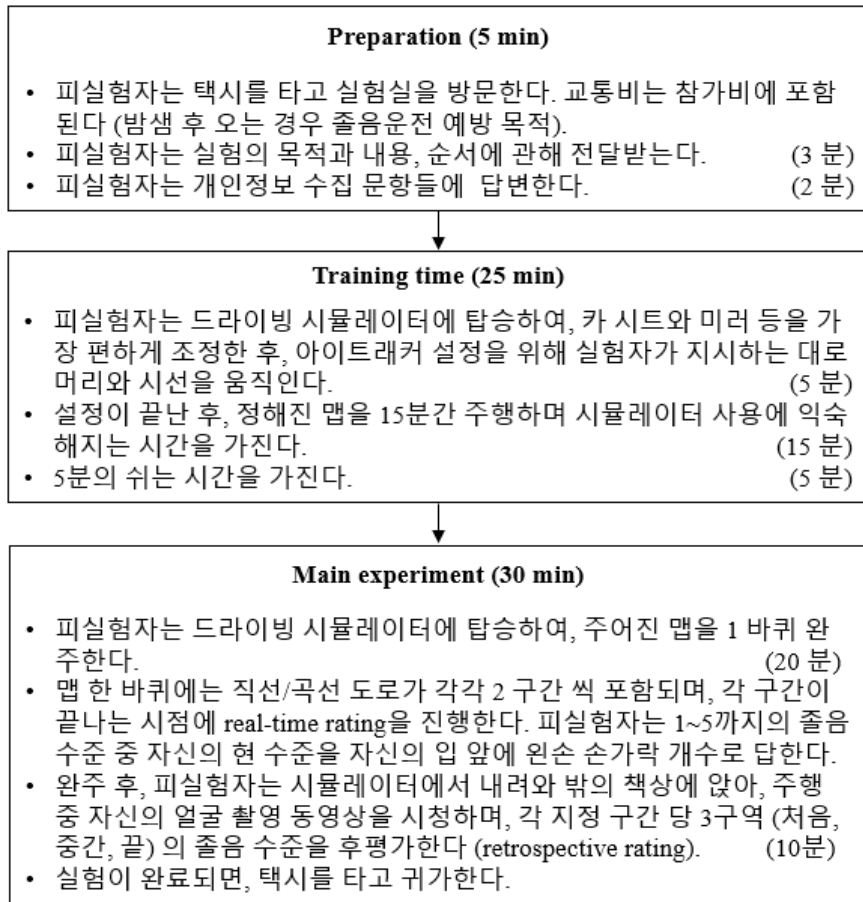 Preparation (5 min)
• 피실험자는 택시를 타고 실험실을 방문한다. 교통비는 참가비에 포함
된다 (밤샘 후 오는 경우 졸음운전 예방 목적).
• 피실험자는 실험의 목적과 내용, 순서에 관해 전달받는다. (3 분)
• 피실험자는 개인정보 수집 문항들에 답변한다. (2 분)
Training time (25 min)
• 피실험자는 드라이빙 시뮬레이터에 탑승하여, 카 시트와 미러 등을 가
장 편하게 조정한 후, 아이트래커 설정을 위해 실험자가 지시하는 대로
머리와 시선을 움직인다. (5 분)
• 설정이 끝난 후, 정해진 맵을 15분간 주행하며 시뮬레이터 사용에 익숙
해지는 시간을 가진다. (15 분)
• 5분의 쉬는 시간을 가진다. (5 분)
Main experiment (30 min)
• 피실험자는 드라이빙 시뮬레이터에 탑승하여, 주어진 맵을 1 바퀴 완
주한다. (20 분)
• 맵 한 바퀴에는 직선/곡선 도로가 각각 2 구간 씩 포함되며, 각 구간이
끝나는 시점에 real-time rating을 진행한다. 피실험자는 1~5까지의 졸음
수준 중 자신의 현 수준을 자신의 입 앞에 왼손 손가락 개수로 답한다.
• 완주 후, 피실험자는 시뮬레이터에서 내려와 밖의 책상에 앉아, 주행
중 자신의 얼굴 촬영 동영상을 시청하며, 각 지정 구간 당 3구역 (처음,
중간, 끝) 의 졸음 수준을 후평가한다 (retrospective rating). (10분)
• 실험이 완료되면, 택시를 타고 귀가한다.